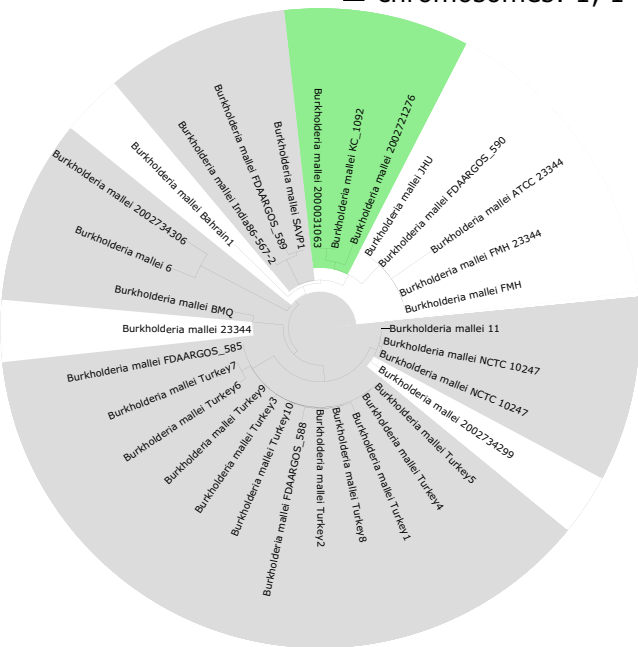 Chromosomes: 1, 1
Burkholderia mallei 2000031063
Burkholderia mallei KC_1092
Burkholderia mallei 2002721276
Burkholderia mallei JHU
Burkholderia mallei FDAARGOS_590
Burkholderia mallei ATCC 23344
Burkholderia mallei FMH 23344
Burkholderia mallei FMH
Burkholderia mallei 11
Burkholderia mallei NCTC 10247
Burkholderia mallei NCTC 10247
Burkholderia mallei 2002734299
Burkholderia mallei Turkey5
Burkholderia mallei Turkey4
Burkholderia mallei Turkey1
Burkholderia mallei Turkey8
Burkholderia mallei Turkey2
Burkholderia mallei FDAARGOS_588
Burkholderia mallei Turkey10
Burkholderia mallei Turkey3
Burkholderia mallei Turkey9
Burkholderia mallei Turkey6
Burkholderia mallei Turkey7
Burkholderia mallei FDAARGOS_585
Burkholderia mallei 23344
Burkholderia mallei BMQ
Burkholderia mallei 6
Burkholderia mallei 2002734306
Burkholderia mallei Bahrain1
Burkholderia mallei India86-567-2
Burkholderia mallei FDAARGOS_589
Burkholderia mallei SAVP1